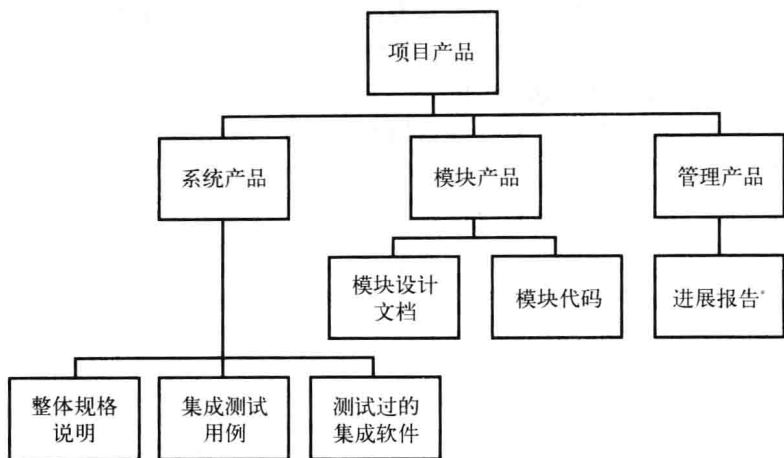 项目产品
系统产品
模块产品
管理产品
模块设计
文档
模块代码
进展报告*
整体规格
说明
集成测试
用例
测试过的
集成软件